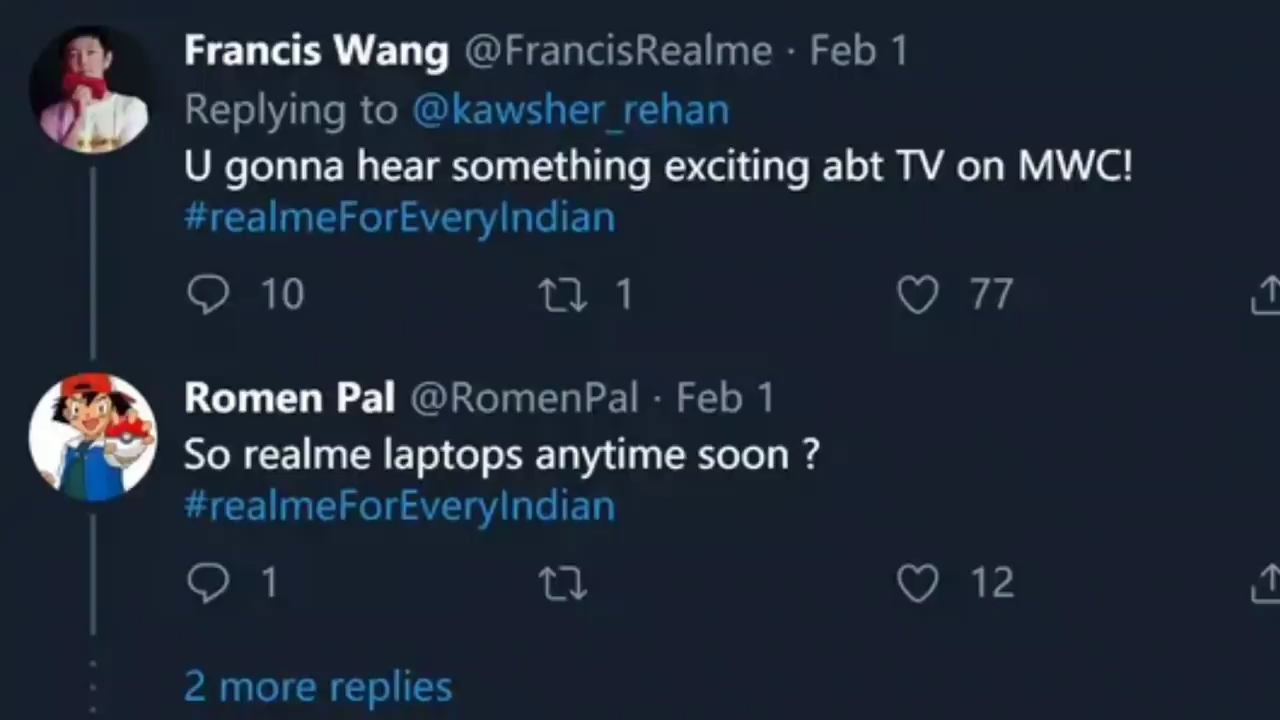 Francis Wang @FrancisRealme · Feb 1
Replying to @kawsher_rehan
U gonna hear something exciting abt TV on MWC!
#realmeForEveryIndian
10 1 77
Romen Pal @RomenPal · Feb 1
So realme laptops anytime soon ?
#realmeForEveryIndian
1 12
2 more replies